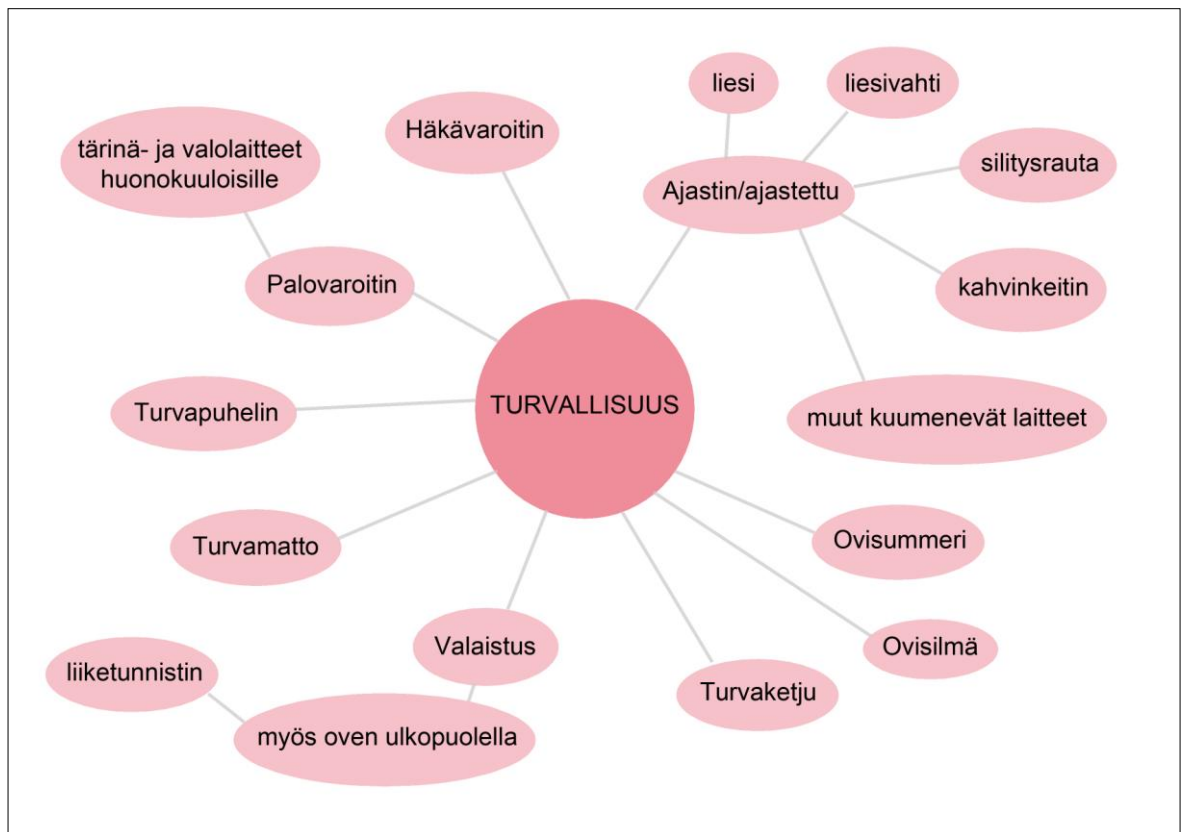 liesi
liesivahti
Häkävaroitin
tärinä- ja valolaitteet
huonokuuloisille
silitysrauta
Ajastin/ajastettu
Palovaroitin
kahvinkeitin
TURVALLISUUS
Turvapuhelin
muut kuumenevät laitteet
Turvamatto
Ovisummeri
Valaistus
Ovisilmä
liiketunnistin
Turvaketju
myös oven ulkopuolella